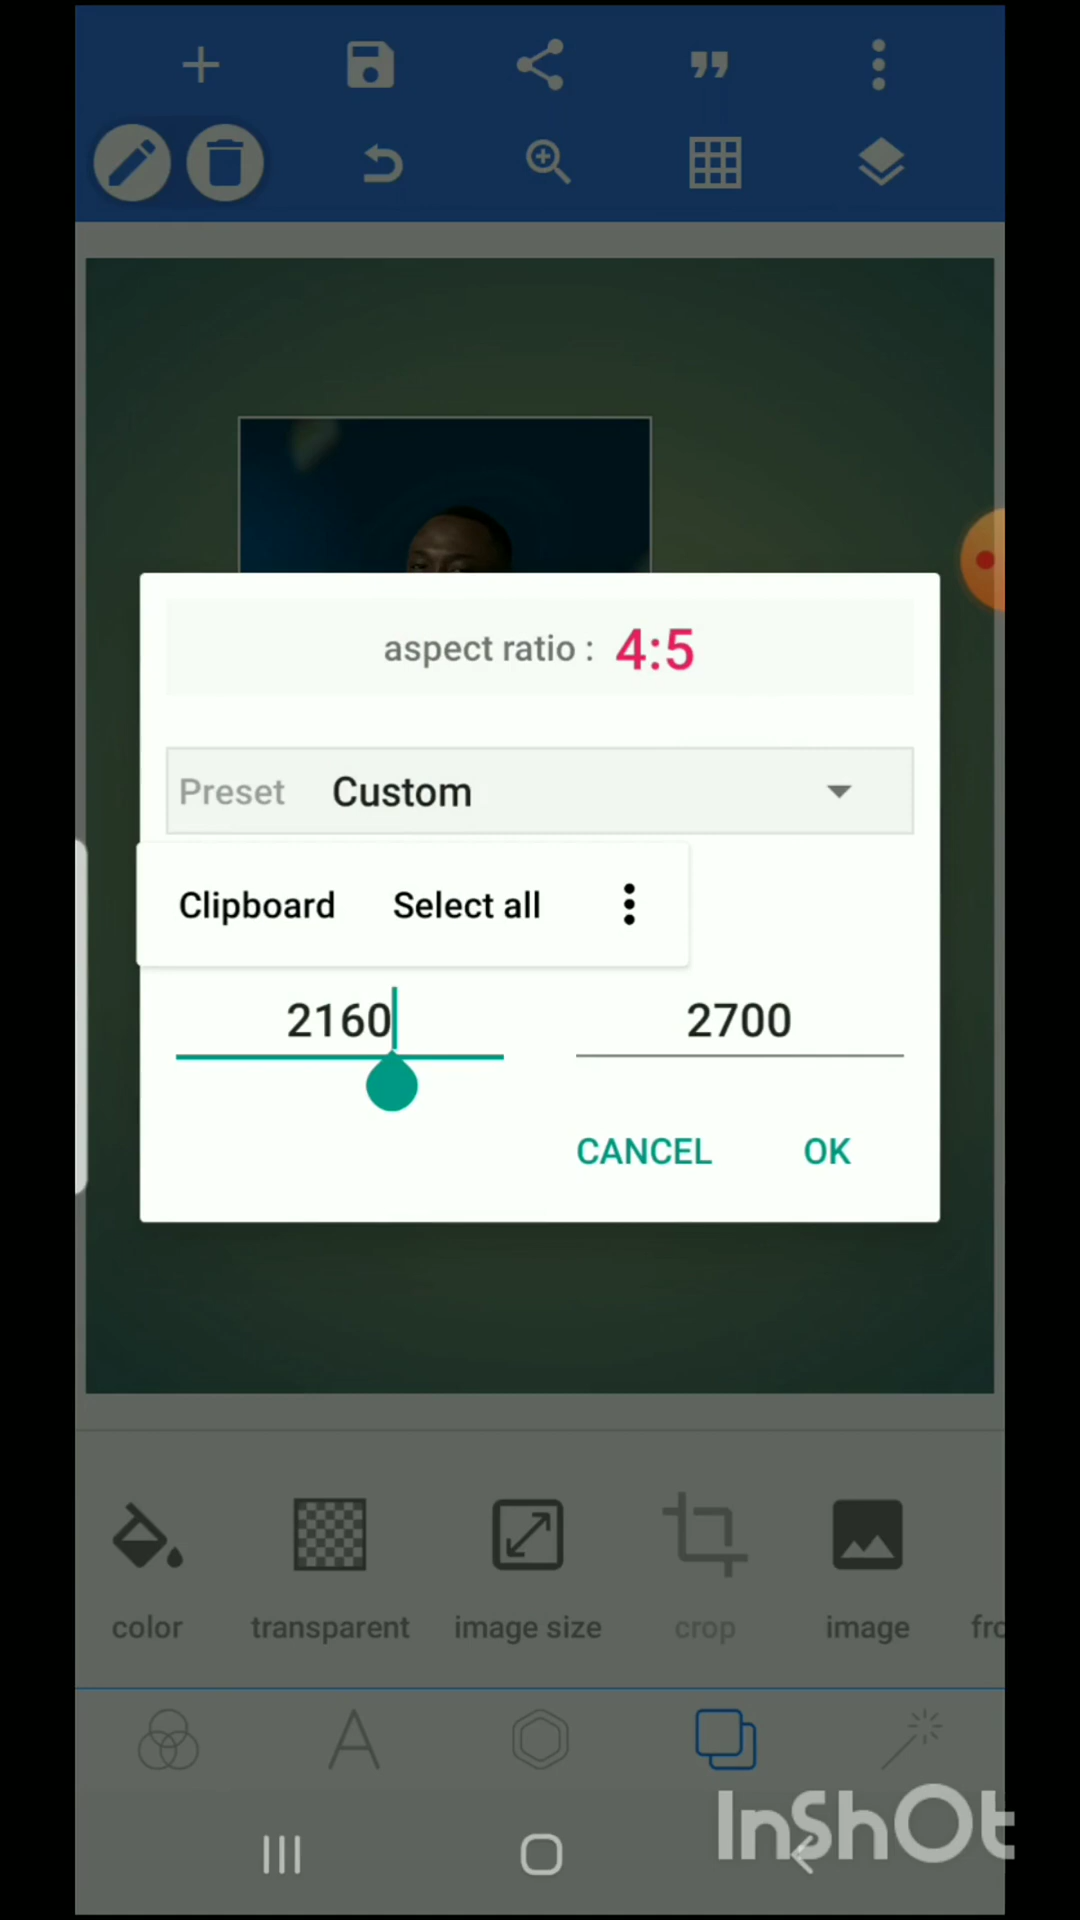 aspect ratio : 4:5
Preset Custom
Clipboard Select all
2160 2700
CANCEL OK
color transparent image size crop image fro
A
InShOt